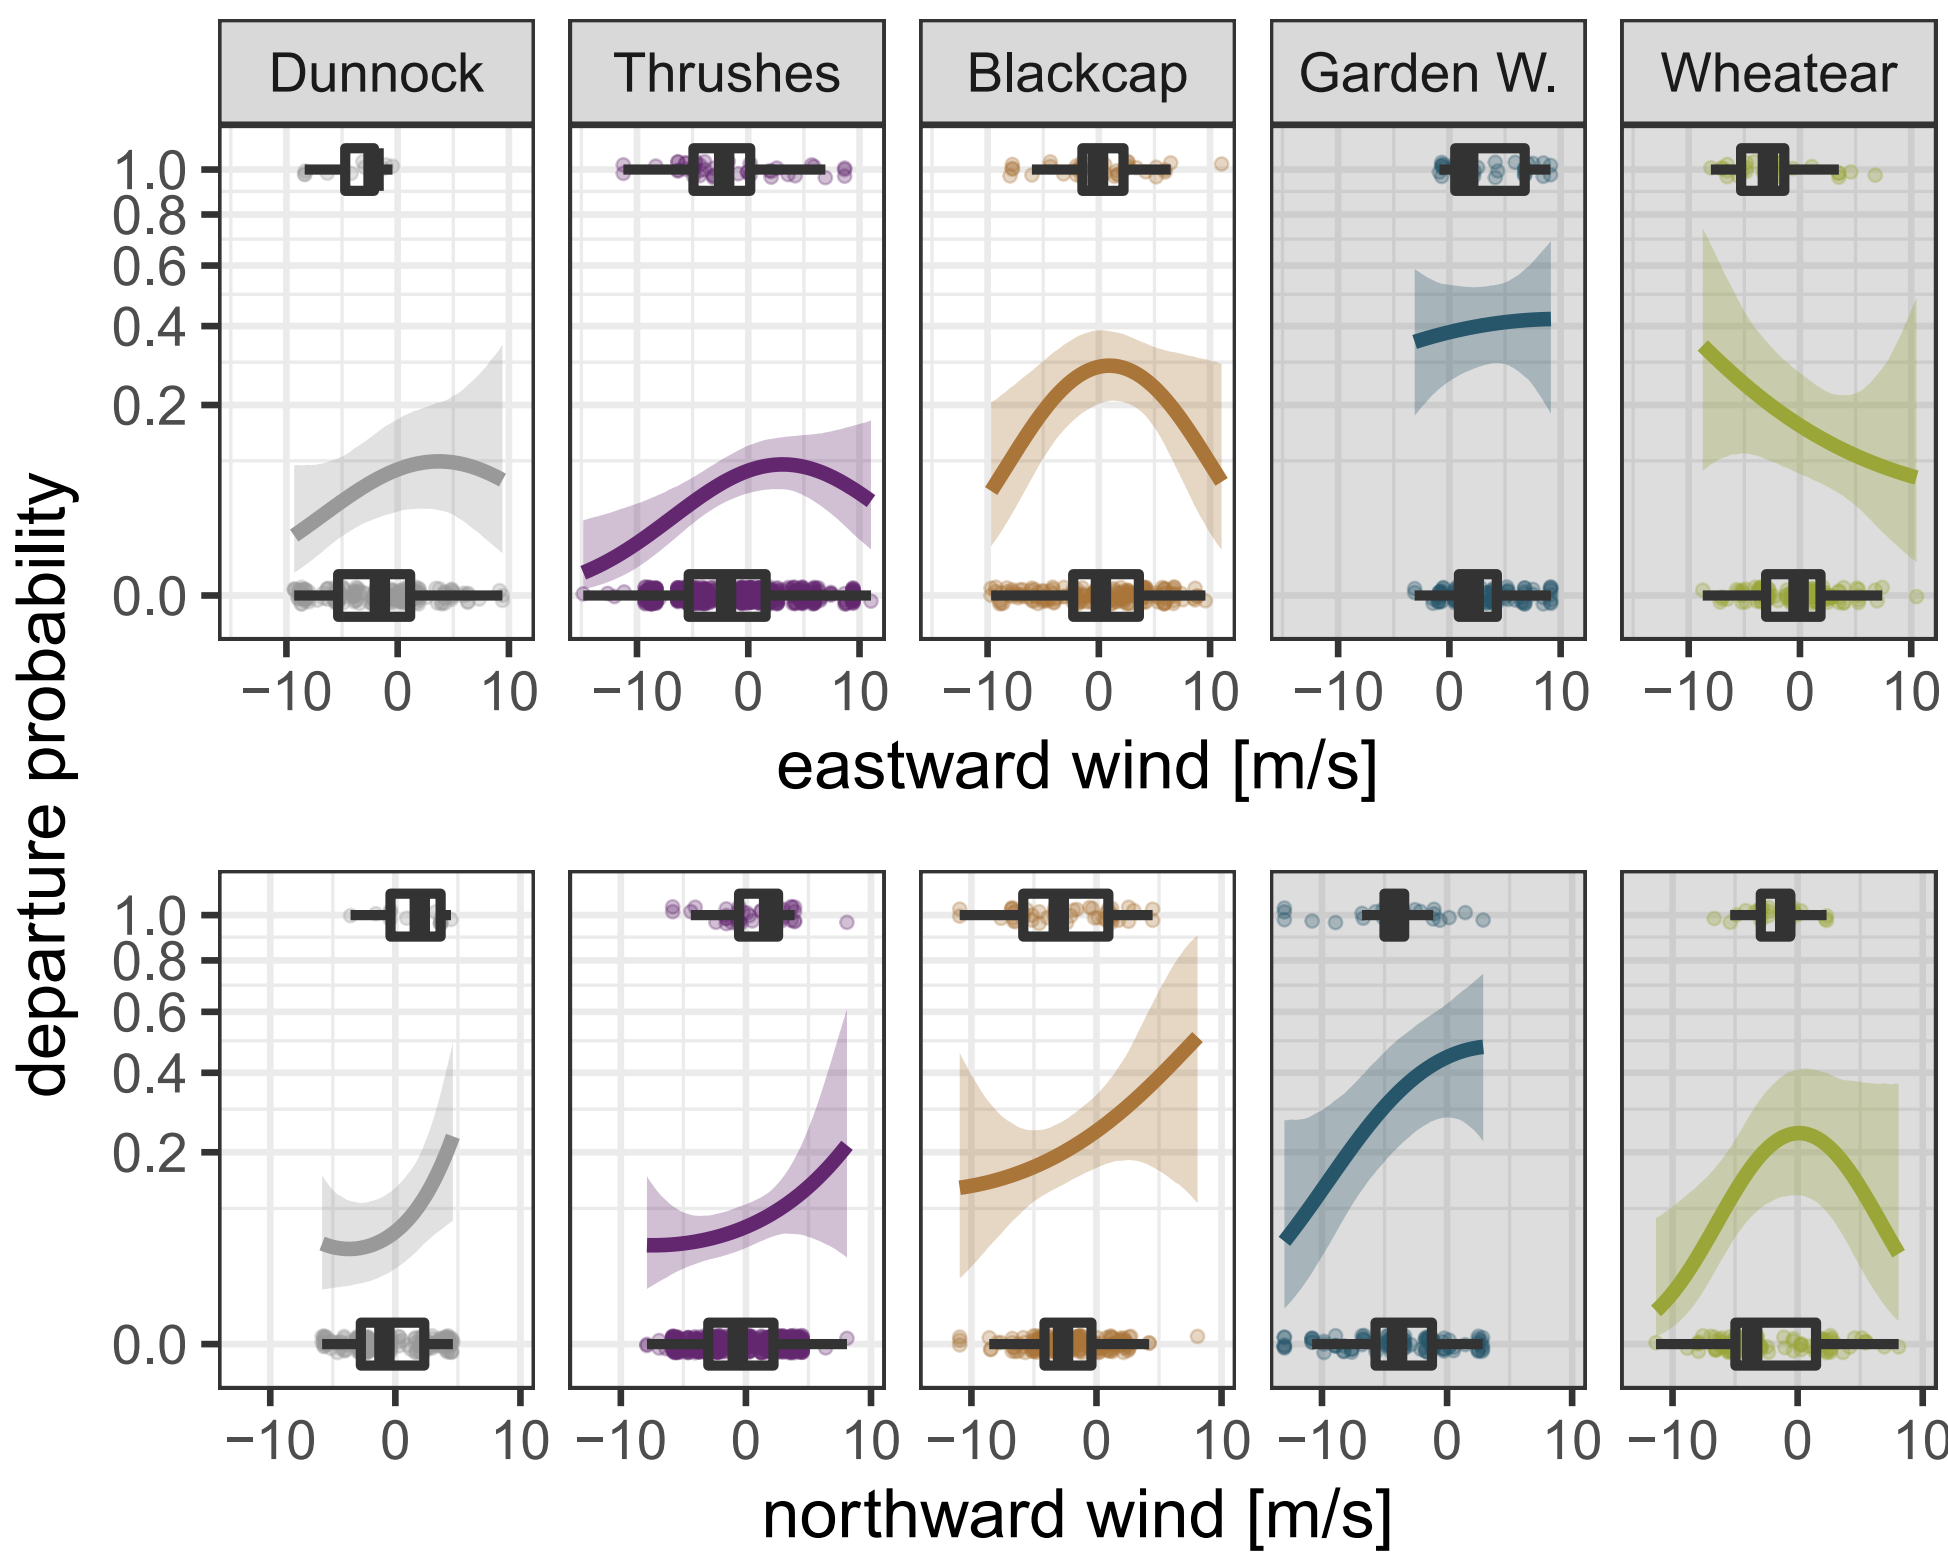 Dunnock Thrushes Blackcap Garden W. Wheatear
1.0
0.8
0.6
0.4
0.2
0.0
−10 0 10 −10 0 10 −10 0 10 −10 0 10 −10 0 10
eastward wind [m/s]
departure probability
1.0
0.8
0.6
0.4
0.2
0.0
−10 0 10 −10 0 10 −10 0 10 −10 0 10 −10 0 10
northward wind [m/s]